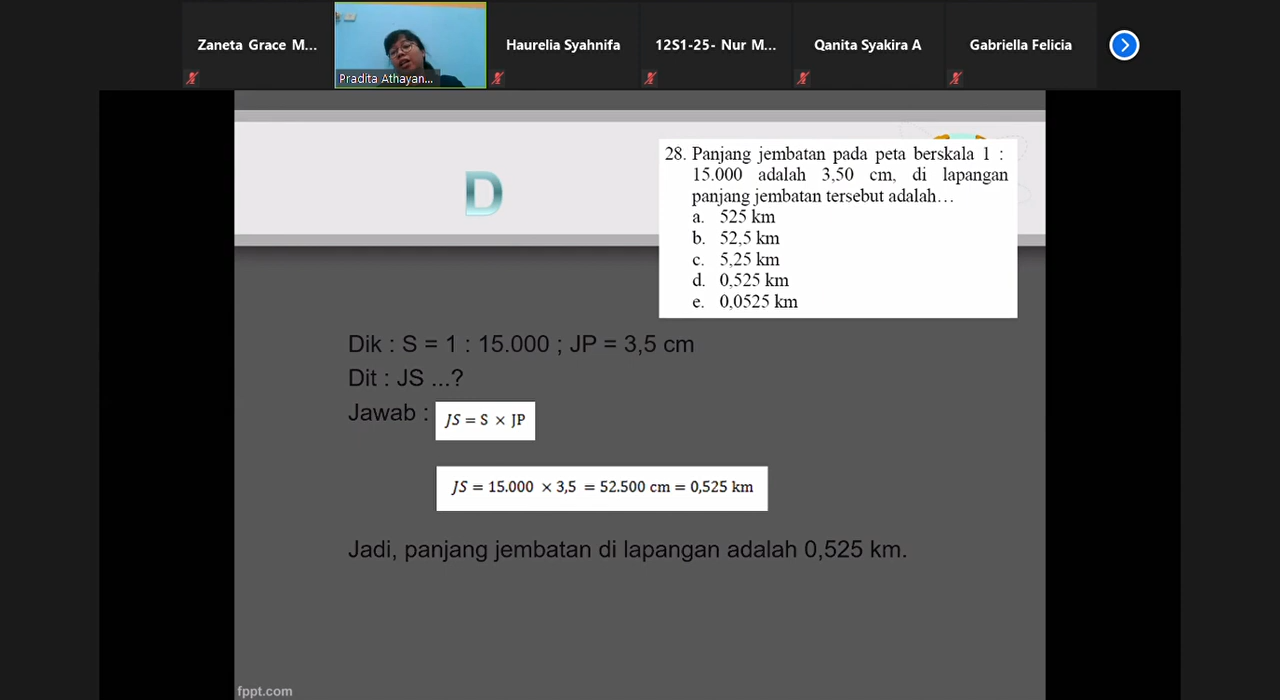 Zaneta Grace M...
Pradita Athayan...
Haurelia Syahnifa
12S1-25- Nur M...
Qanita Syakira A
Gabriella Felicia
D
28. Panjang jembatan pada peta berskala 1 :
15.000 adalah 3,50 cm, di lapangan
panjang jembatan tersebut adalah…
a. 525 km
b. 52,5 km
c. 5,25 km
d. 0,525 km
e. 0,0525 km
Dik : S = 1 : 15.000 ; JP = 3,5 cm
Dit : JS ...?
Jawab : JS = S × JP
JS = 15.000 × 3,5 = 52.500 cm = 0,525 km
Jadi, panjang jembatan di lapangan adalah 0,525 km.
fppt.com